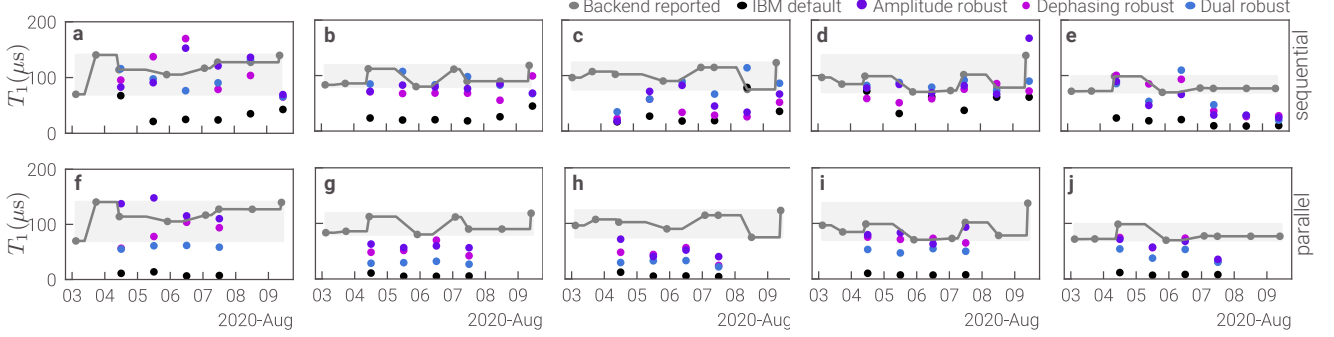 Backend reported IBM default Amplitude robust Dephasing robust Dual robust
200 a b c d e
T1 (μs) 100 sequential
0
200 f g h i j
T1 (μs) 100 parallel
0
03 04 05 06 07 08 09 03 04 05 06 07 08 09 03 04 05 06 07 08 09 03 04 05 06 07 08 09 03 04 05 06 07 08 09
2020-Aug 2020-Aug 2020-Aug 2020-Aug 2020-Aug